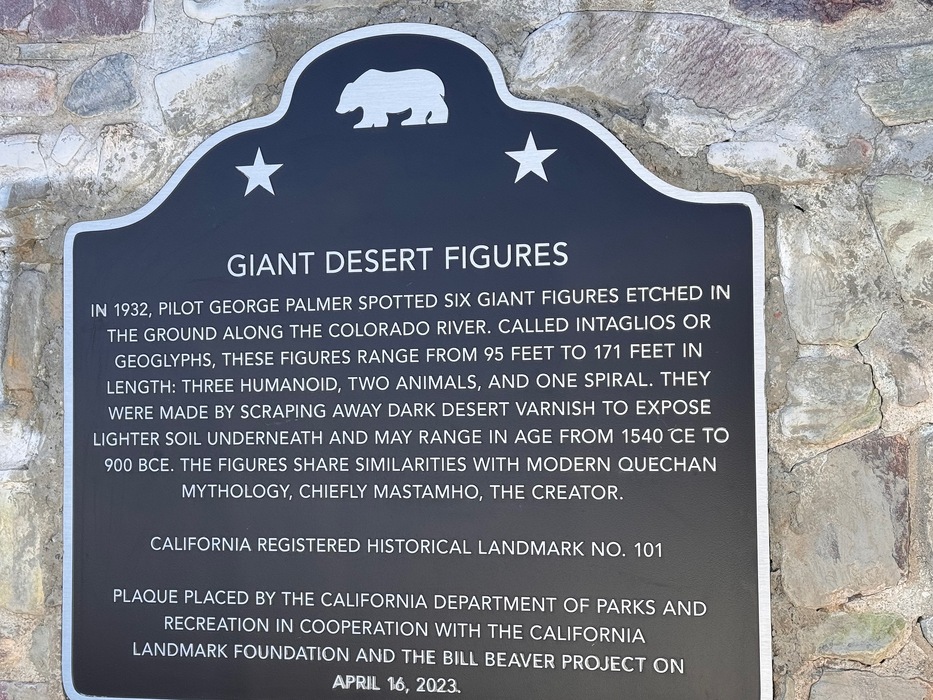 GIANT DESERT FIGURES
IN 1932, PILOT GEORGE PALMER SPOTTED SIX GIANT FIGURES ETCHED IN
THE GROUND ALONG THE COLORADO RIVER. CALLED INTAGLIOS OR
GEOGLYPHS, THESE FIGURES RANGE FROM 95 FEET TO 171 FEET IN
LENGTH: THREE HUMANOID, TWO ANIMALS, AND ONE SPIRAL. THEY
WERE MADE BY SCRAPING AWAY DARK DESERT VARNISH TO EXPOSE
LIGHTER SOIL UNDERNEATH AND MAY RANGE IN AGE FROM 1540 CE TO
900 BCE. THE FIGURES SHARE SIMILARITIES WITH MODERN QUECHAN
MYTHOLOGY, CHIEFLY MASTAMHO, THE CREATOR.
CALIFORNIA REGISTERED HISTORICAL LANDMARK NO. 101
PLAQUE PLACED BY THE CALIFORNIA DEPARTMENT OF PARKS AND
RECREATION IN COOPERATION WITH THE CALIFORNIA
LANDMARK FOUNDATION AND THE BILL BEAVER PROJECT ON
APRIL 16, 2023.